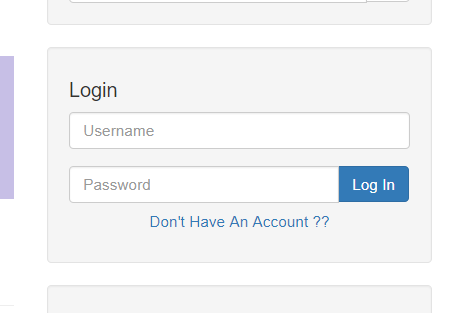 Login
Username
Password
Log In
Don't Have An Account ??